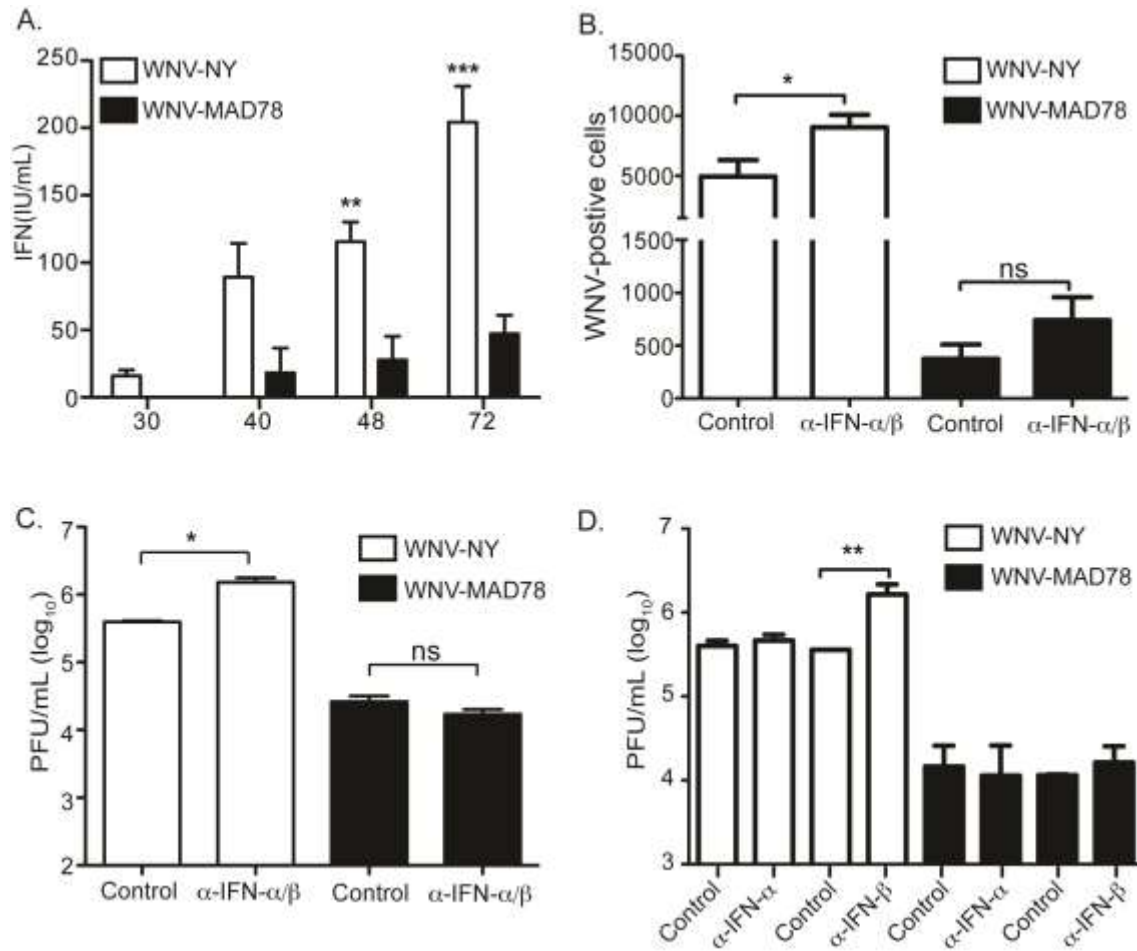 A.
IFN(IU/mL)
250
200
150
100
50
0
WNV-NY
WNV-MAD78
**
***
30 40 48 72
B.
WNV-postive cells
15000
10000
5000
1500
1000
500
0
WNV-NY
WNV-MAD78
*
ns
Control α-IFN-α/β Control α-IFN-α/β
C.
PFU/mL (log₁₀)
7
6
5
4
3
2
WNV-NY
WNV-MAD78
*
ns
Control α-IFN-α/β Control α-IFN-α/β
D.
PFU/mL (log₁₀)
7
6
5
4
3
WNV-NY
WNV-MAD78
**
Control
α-IFN-α
Control
α-IFN-β
Control
α-IFN-α
Control
α-IFN-β